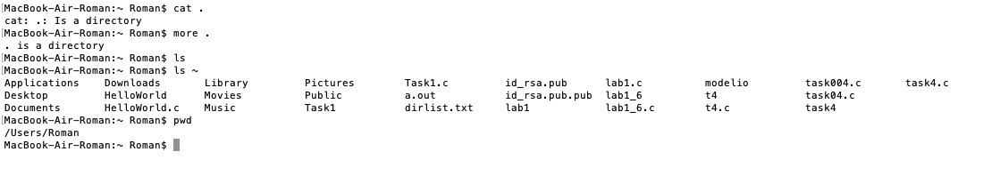 [MacBook-Air-Roman:~ Roman$ cat .
cat: .: Is a directory
[MacBook-Air-Roman:~ Roman$ more .
. is a directory
[MacBook-Air-Roman:~ Roman$ ls
[MacBook-Air-Roman:~ Roman$ ls ~
Applications Downloads Library Pictures Task1.c id_rsa.pub lab1.c modelio task004.c task4.c
Desktop HelloWorld Movies Public a.out id_rsa.pub.pub lab1_6 t4 task04.c
Documents HelloWorld.c Music Task1 dirlist.txt lab1 lab1_6.c t4.c task4
[MacBook-Air-Roman:~ Roman$ pwd
/Users/Roman
MacBook-Air-Roman:~ Roman$